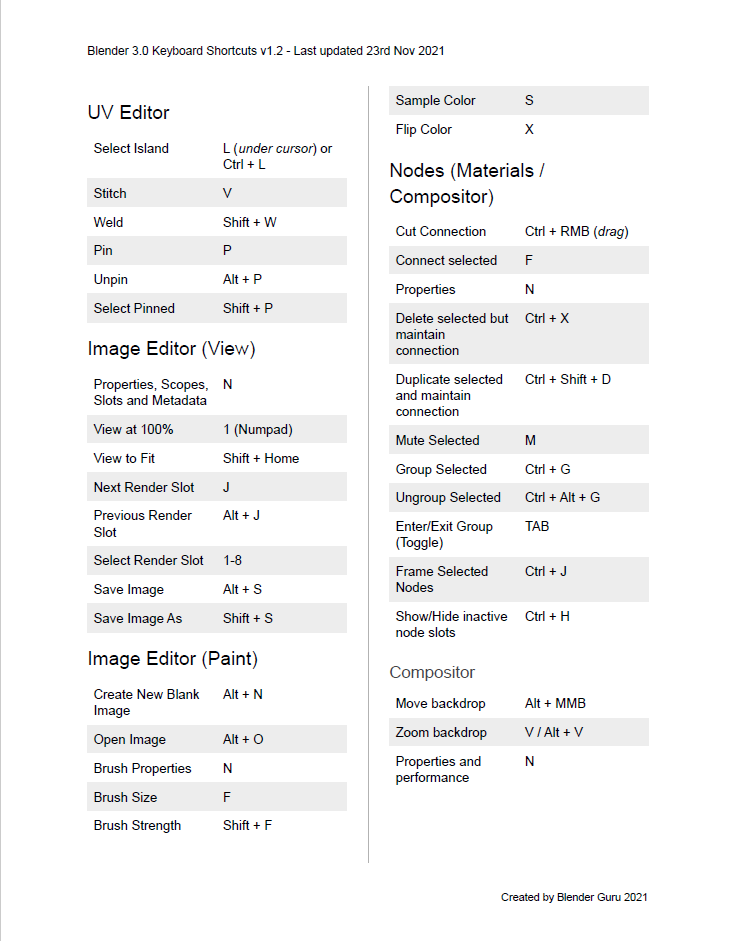 Blender 3.0 Keyboard Shortcuts v1.2 - Last updated 23rd Nov 2021
UV Editor
Select Island L (under cursor) or
Ctrl + L
Stitch V
Weld Shift + W
Pin P
Unpin Alt + P
Select Pinned Shift + P
Image Editor (View)
Properties, Scopes, N
Slots and Metadata
View at 100% 1 (Numpad)
View to Fit Shift + Home
Next Render Slot J
Previous Render Alt + J
Slot
Select Render Slot 1-8
Save Image Alt + S
Save Image As Shift + S
Image Editor (Paint)
Create New Blank Alt + N
Image
Open Image Alt + O
Brush Properties N
Brush Size F
Brush Strength Shift + F
Sample Color S
Flip Color X
Nodes (Materials /
Compositor)
Cut Connection Ctrl + RMB (drag)
Connect selected F
Properties N
Delete selected but Ctrl + X
maintain
connection
Duplicate selected Ctrl + Shift + D
and maintain
connection
Mute Selected M
Group Selected Ctrl + G
Ungroup Selected Ctrl + Alt + G
Enter/Exit Group TAB
(Toggle)
Frame Selected Ctrl + J
Nodes
Show/Hide inactive Ctrl + H
node slots
Compositor
Move backdrop Alt + MMB
Zoom backdrop V / Alt + V
Properties and N
performance
Created by Blender Guru 2021